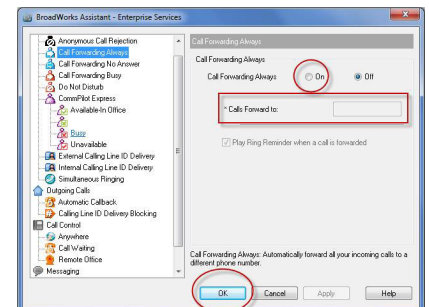 BroadWorks Assistant - Enterprise Services
Anonymous Call Rejection
Call Forwarding Always
Call Forwarding No Answer
Call Forwarding Busy
Do Not Disturb
CommPilot Express
Available-In Office
Busy
Unavailable
External Calling Line ID Delivery
Internal Calling Line ID Delivery
Simultaneous Ringing
Outgoing Calls
Automatic Callback
Calling Line ID Delivery Blocking
Call Control
Anywhere
Call Waiting
Remote Office
Messaging
Call Forwarding Always
Call Forwarding Always
Call Forwarding Always On Off
* Calls Forward to:
Play Ring Reminder when a call is forwarded
Call Forwarding Always: Automatically forward all your incoming calls to a
different phone number.
OK Cancel Apply Help